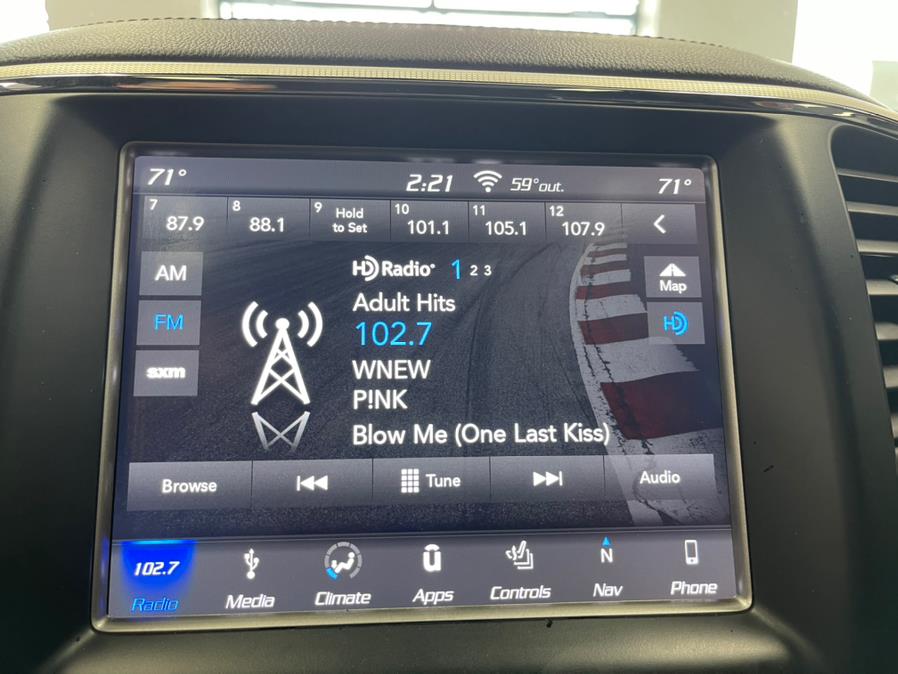 71° 2:21 59°out. 71°
7 87.9 8 88.1 9 Hold to Set 10 101.1 11 105.1 12 107.9
AM
FM
sxm
HD Radio 1 2 3
Adult Hits
102.7
WNEW
P!NK
Blow Me (One Last Kiss)
Map
HD
Browse Tune Audio
102.7 N
Radio Media Climate Apps Controls Nav Phone